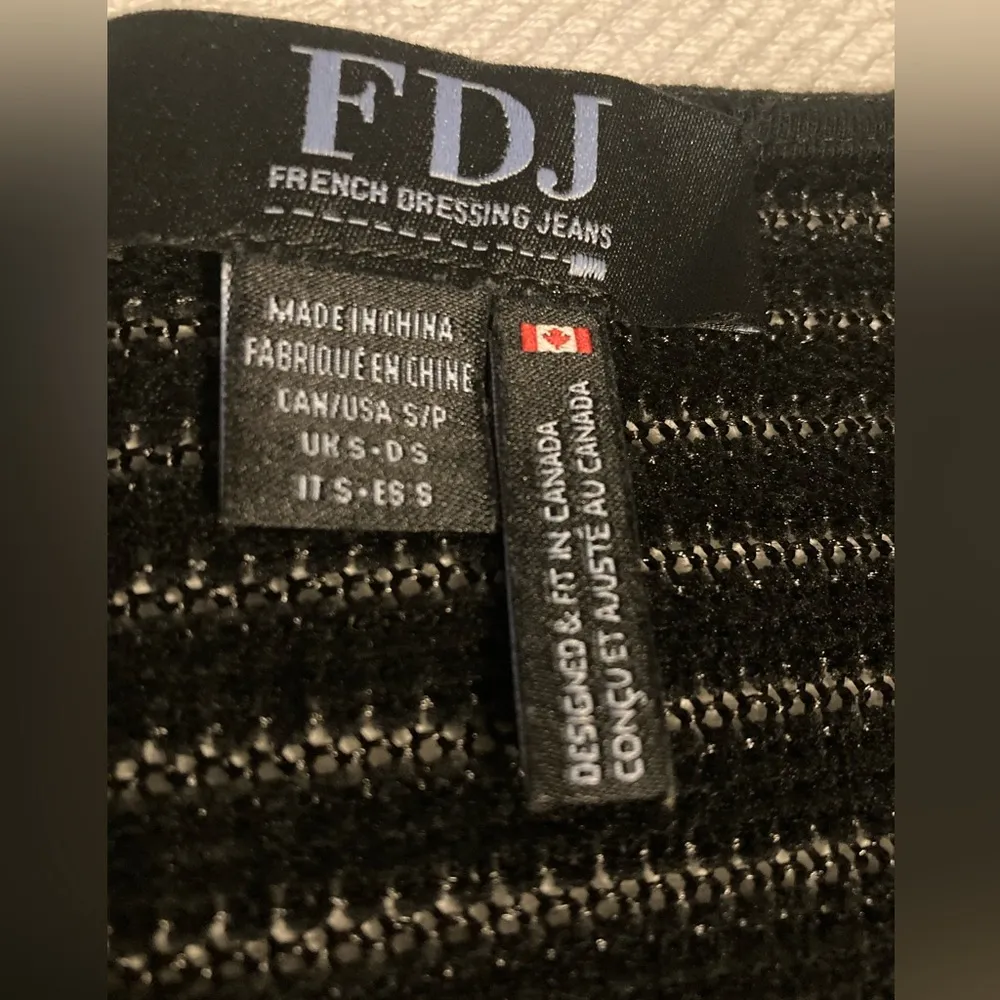 FDJ
FRENCH DRESSING JEANS
MADE IN CHINA
FABRIQUÉ EN CHINE
CAN/USA S/P
UK S - D S
IT S - ES S
DESIGNED & FIT IN CANADA
CONÇU ET AJUSTÉ AU CANADA